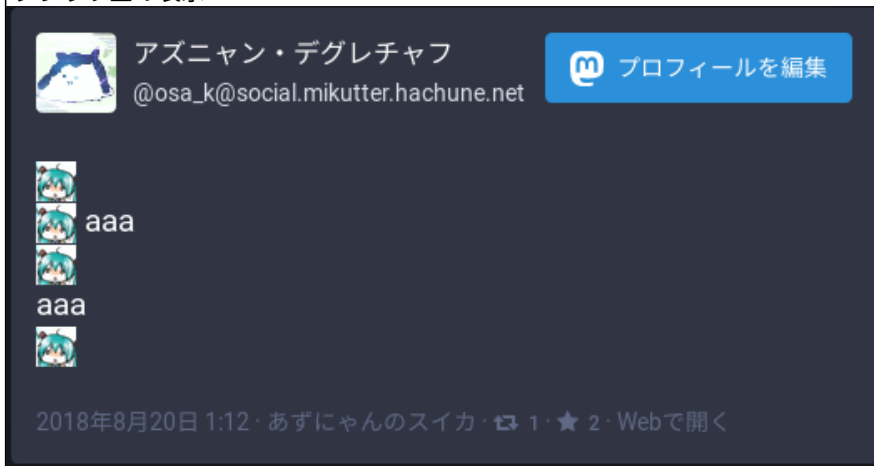 アズニャン・デグレチャフ
@osa_k@social.mikutter.hachune.net
プロフィールを編集
aaa
aaa
2018年8月20日 1:12 · あずにゃんのスイカ · 1 · 2 · Webで開く